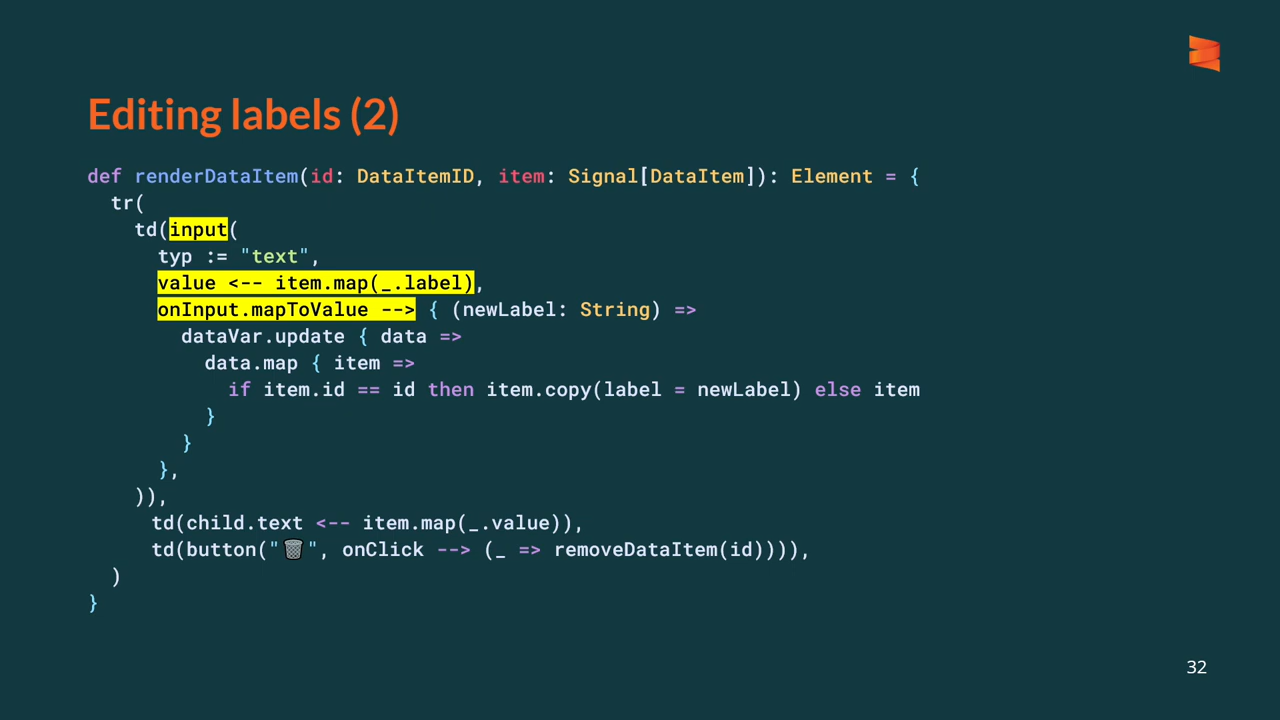 Editing labels (2)
def renderDataItem(id: DataItemID, item: Signal[DataItem]): Element = {
  tr(
    td(input(
      typ := "text",
      value <-- item.map(_.label),
      onInput.mapToValue --> { (newLabel: String) =>
        dataVar.update { data =>
          data.map { item =>
            if item.id == id then item.copy(label = newLabel) else item
          }
        }
      },
    )),
    td(child.text <-- item.map(_.value)),
    td(button("🗑️", onClick --> (_ => removeDataItem(id)))),
  )
}
32